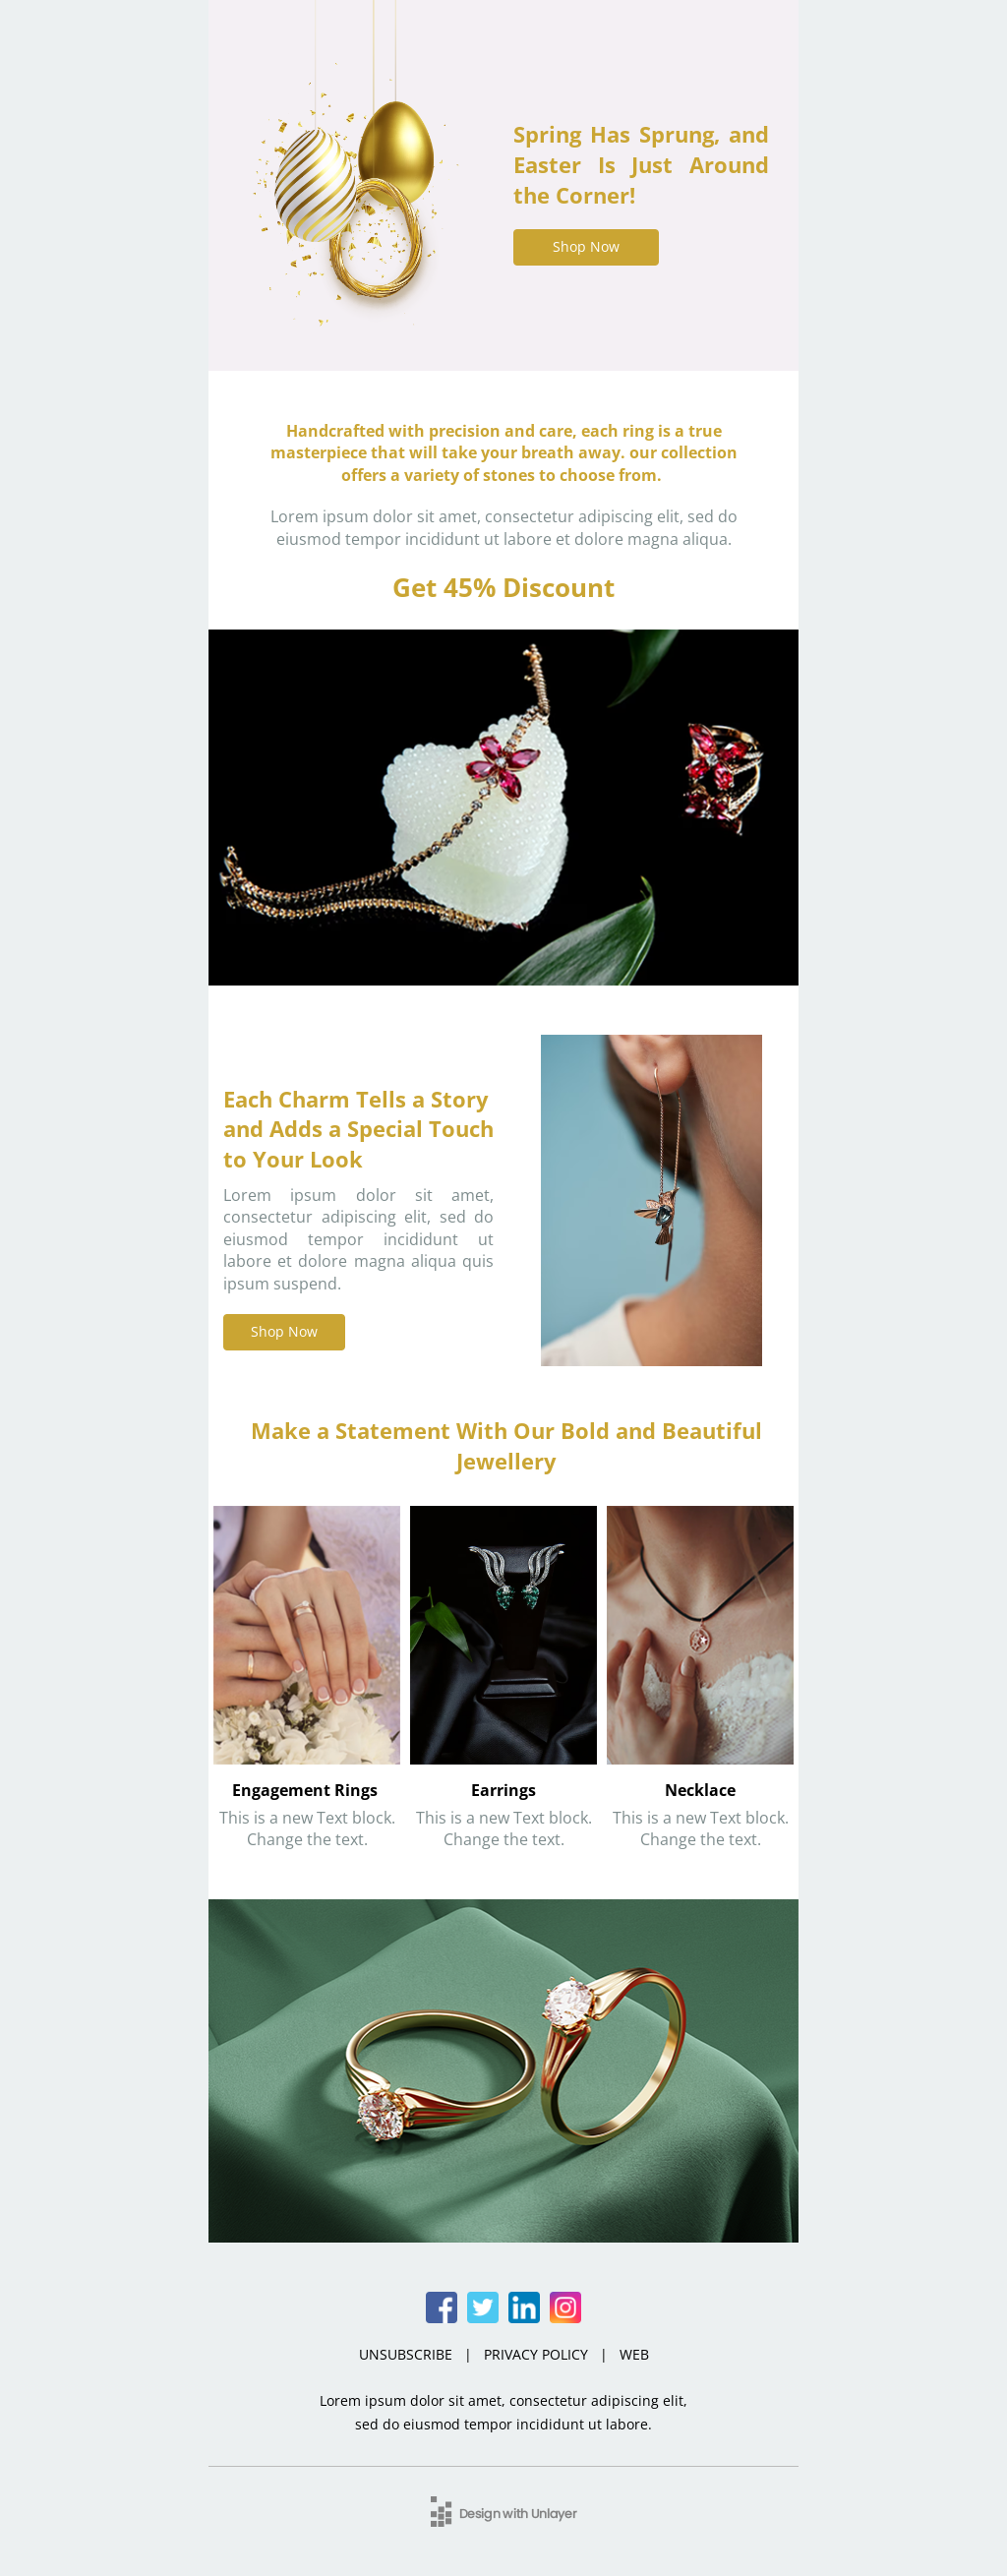 Spring Has Sprung, and
Easter Is Just Around
the Corner!
Shop Now
Handcrafted with precision and care, each ring is a true
masterpiece that will take your breath away. our collection
offers a variety of stones to choose from.
Lorem ipsum dolor sit amet, consectetur adipiscing elit, sed do
eiusmod tempor incididunt ut labore et dolore magna aliqua.
Get 45% Discount
Each Charm Tells a Story
and Adds a Special Touch
to Your Look
Lorem ipsum dolor sit amet,
consectetur adipiscing elit, sed do
eiusmod tempor incididunt ut
labore et dolore magna aliqua quis
ipsum suspend.
Shop Now
Make a Statement With Our Bold and Beautiful
Jewellery
Engagement Rings
This is a new Text block.
Change the text.
Earrings
This is a new Text block.
Change the text.
Necklace
This is a new Text block.
Change the text.
UNSUBSCRIBE | PRIVACY POLICY | WEB
Lorem ipsum dolor sit amet, consectetur adipiscing elit,
sed do eiusmod tempor incididunt ut labore.
Design with Unlayer